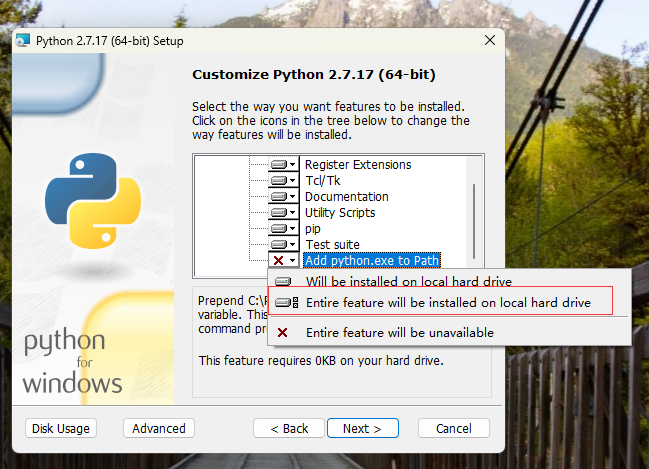 Python 2.7.17 (64-bit) Setup
Customize Python 2.7.17 (64-bit)
Select the way you want features to be installed.
Click on the icons in the tree below to change the
way features will be installed.
Register Extensions
Tcl/Tk
Documentation
Utility Scripts
pip
Test suite
Add python.exe to Path
Will be installed on local hard drive
Entire feature will be installed on local hard drive
Entire feature will be unavailable
Prepend C:\
variable. This
command pr
This feature requires 0KB on your hard drive.
python
for
windows
Disk Usage
Advanced
< Back
Next >
Cancel